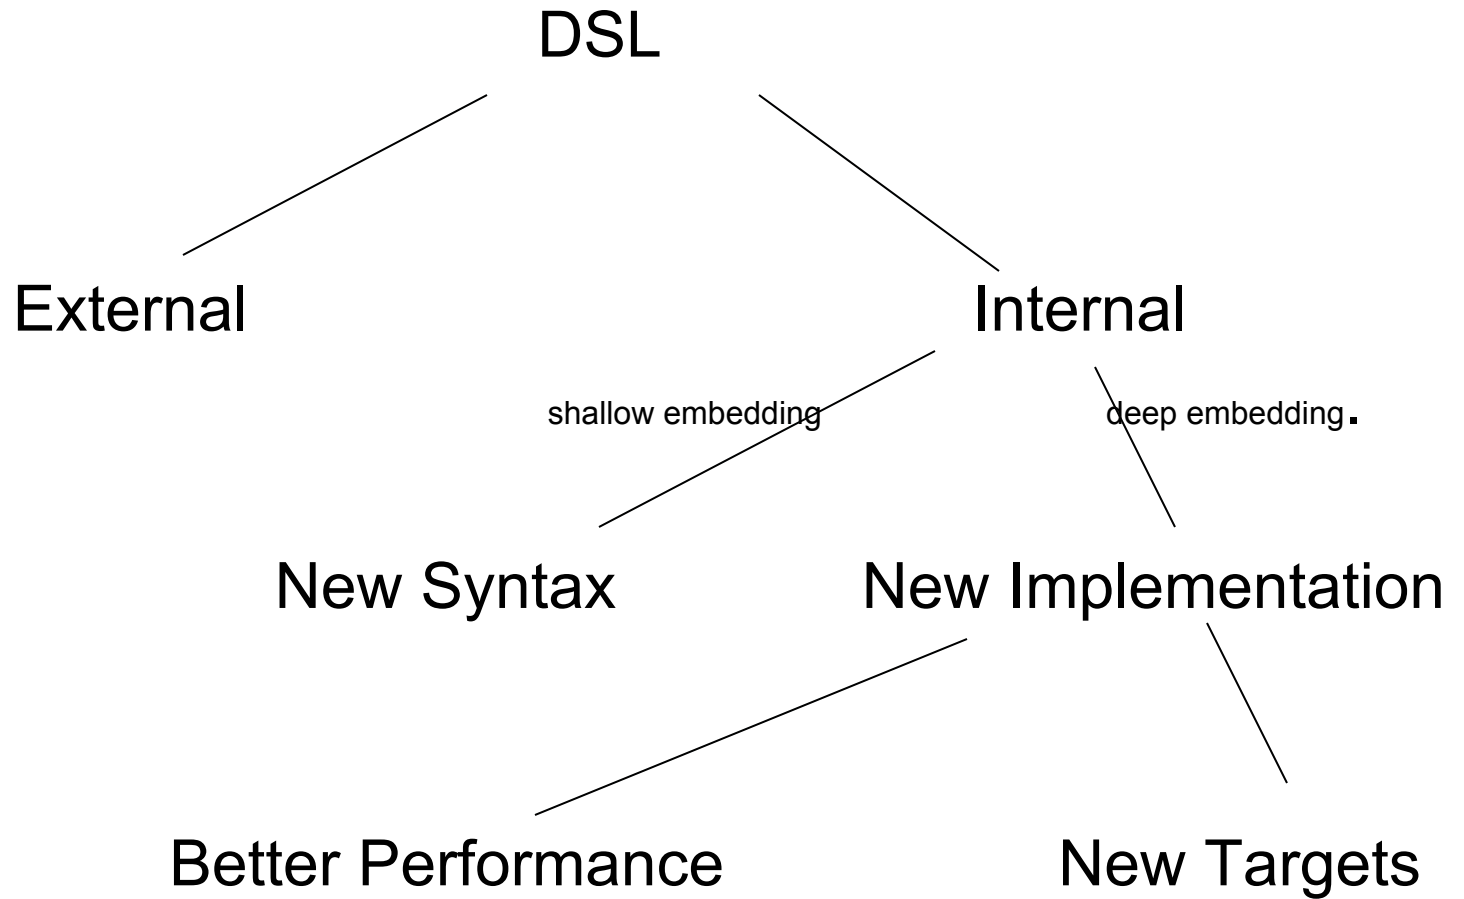 DSL
External
Internal
shallow embedding
deep embedding.
New Syntax
New Implementation
Better Performance
New Targets